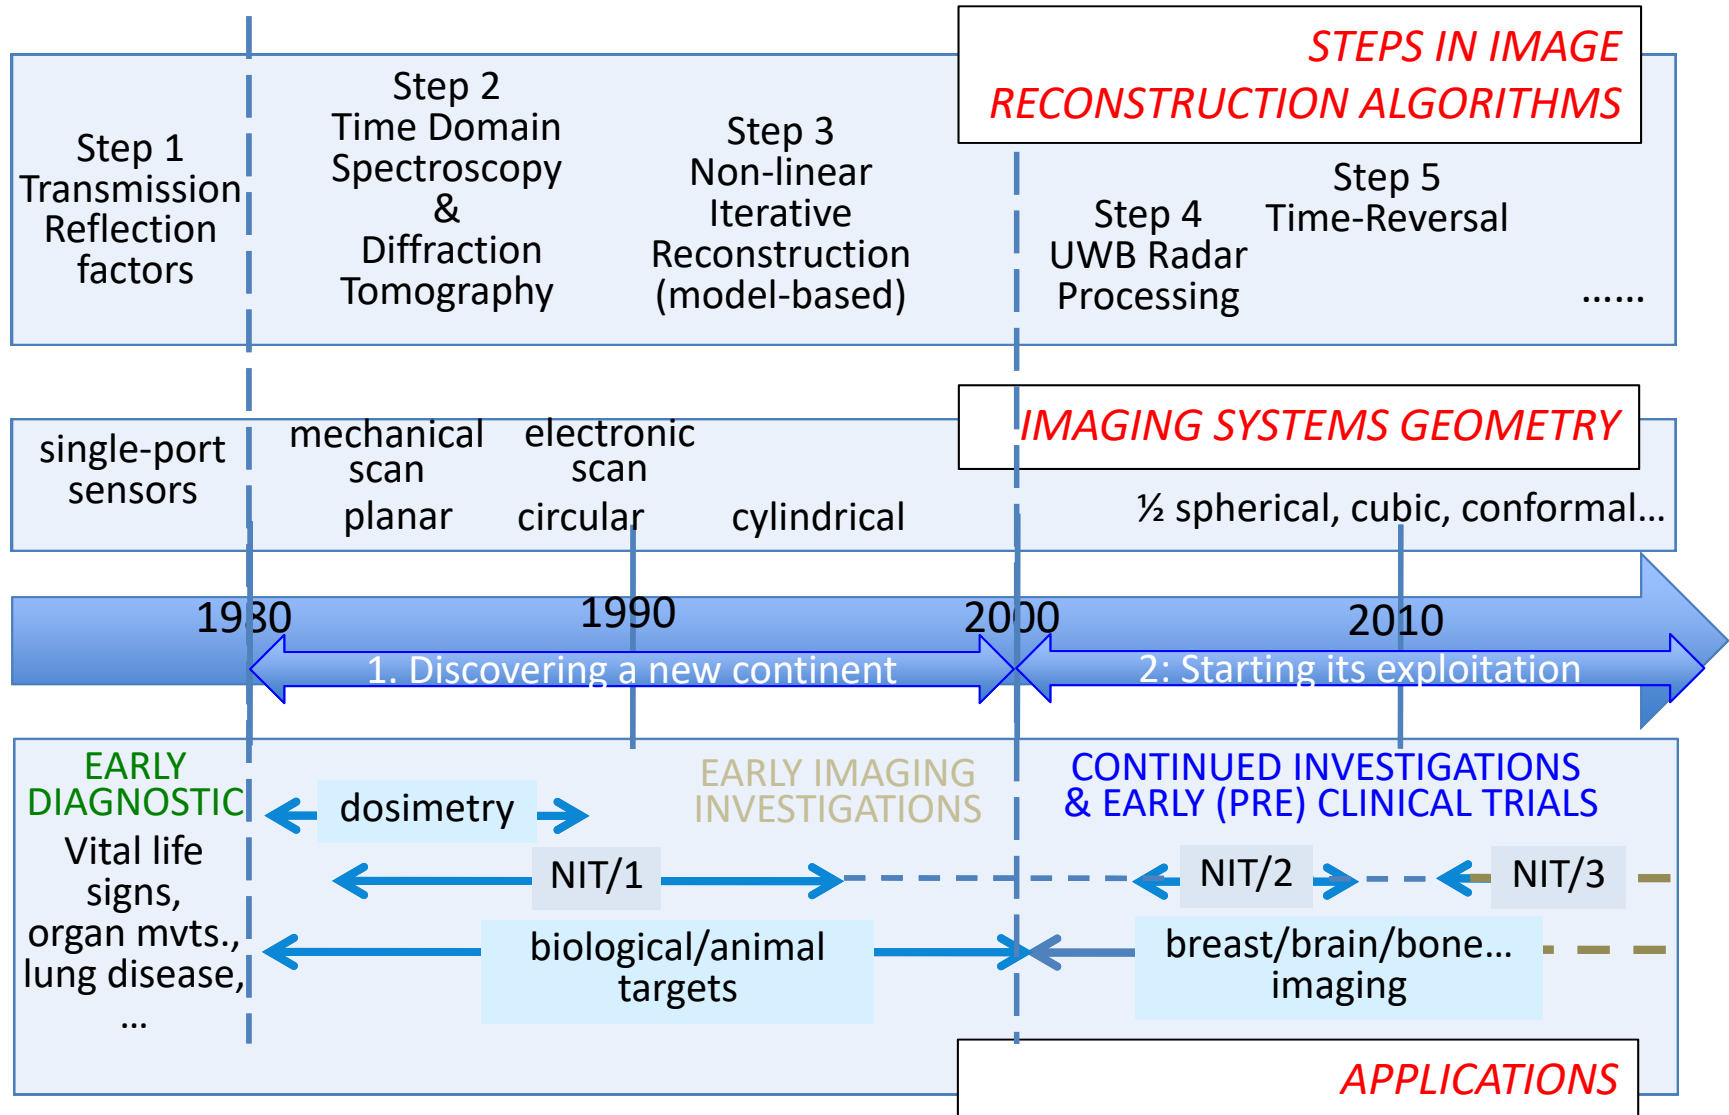 STEPS IN IMAGE
RECONSTRUCTION ALGORITHMS
Step 1
Transmission
Reflection
factors
Step 2
Time Domain
Spectroscopy
&
Diffraction
Tomography
Step 3
Non-linear
Iterative
Reconstruction
(model-based)
Step 4
UWB Radar
Processing
Step 5
Time-Reversal
......
IMAGING SYSTEMS GEOMETRY
single-port
sensors
mechanical
scan
planar
electronic
scan
circular
cylindrical
½ spherical, cubic, conformal...
1980
1990
2000
2010
1. Discovering a new continent
2: Starting its exploitation
EARLY
DIAGNOSTIC
Vital life
signs,
organ mvts.,
lung disease,
...
EARLY IMAGING
INVESTIGATIONS
CONTINUED INVESTIGATIONS
& EARLY (PRE) CLINICAL TRIALS
dosimetry
NIT/1
NIT/2
NIT/3
biological/animal
targets
breast/brain/bone...
imaging
APPLICATIONS